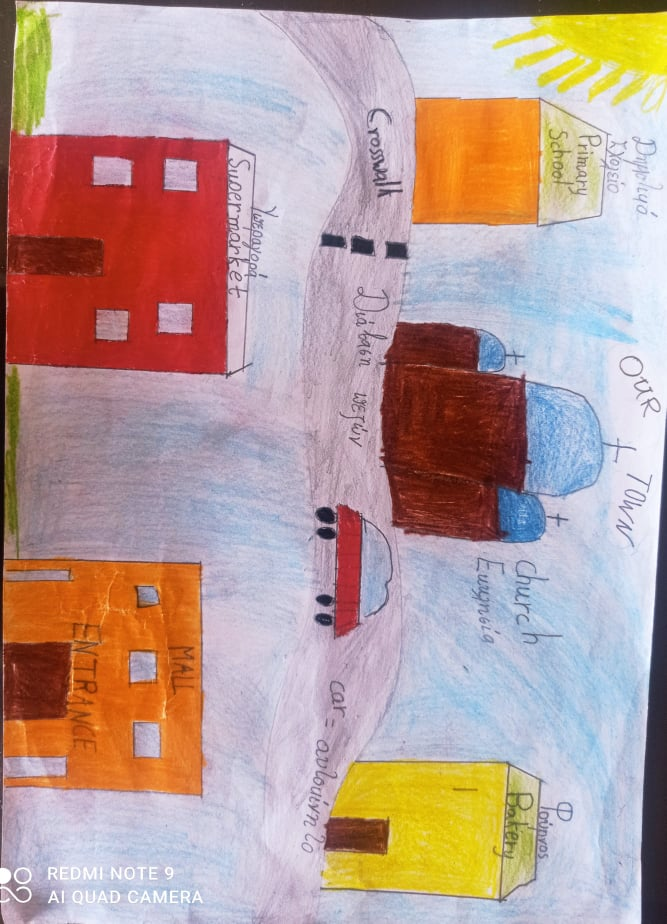 OUR TOWN
Δημοτικό
Σχολείο
Primary
School
Crosswalk
Διάβαση πεζών
Church
Εκκλησία
Φούρνος
Bakery
car = αυτοκίνητο
Υπεραγορά
Supermarket
MALL
ENTRANCE
REDMI NOTE 9
AI QUAD CAMERA